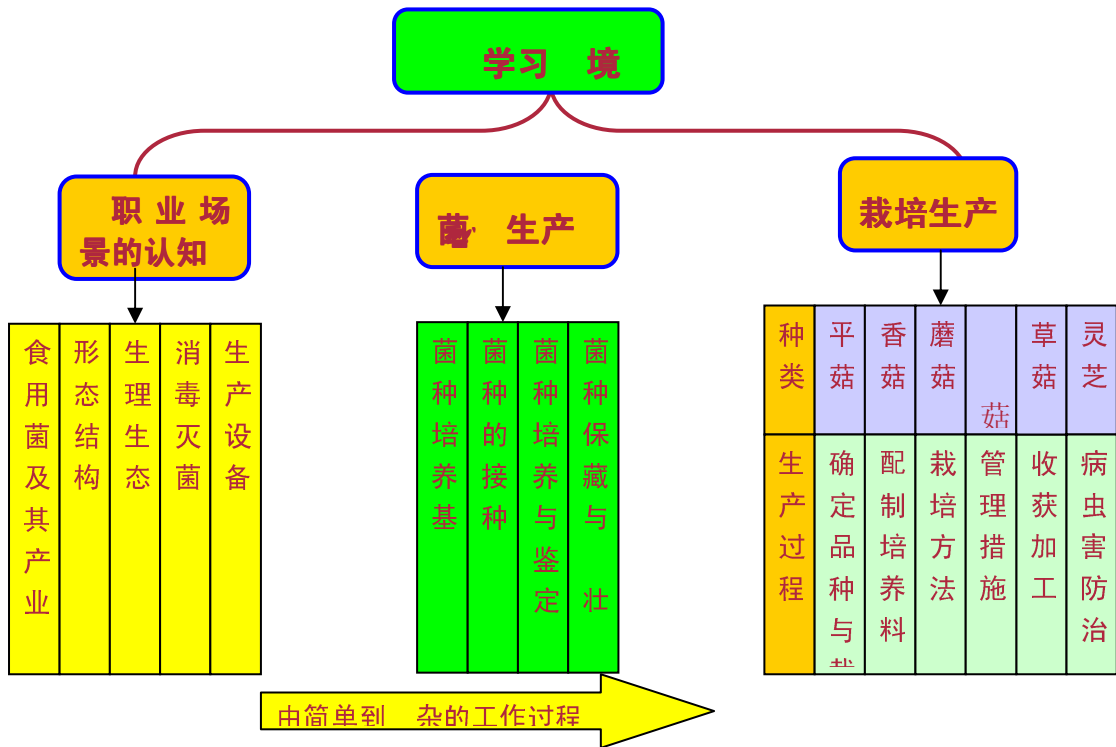 学习 境
职 业 场
景的认知
菌 生产
栽培生产
食用菌及其产业
形态结构
生理生态
消毒灭菌
生产设备
菌种培养基
菌种的接种
菌种培养与鉴定
菌种保藏与 壮
种类
平菇
香菇
蘑菇
菇
草菇
灵芝
生产过程
确定品种与栽
配制培养料
栽培方法
管理措施
收获加工
病虫害防治
由简单到 杂的工作过程